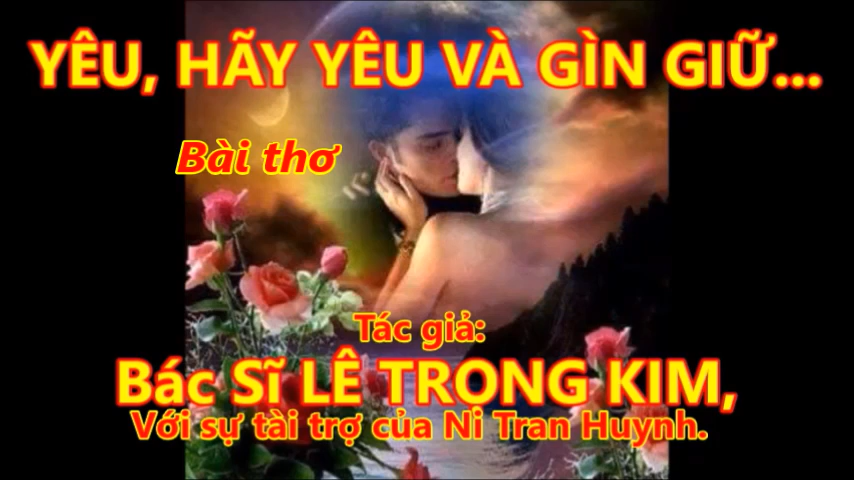 YÊU, HÃY YÊU VÀ GÌN GIỮ...
Bài thơ
Tác giả:
Bác Sĩ LÊ TRỌNG KIM,
Với sự tài trợ của Ni Tran Huynh.